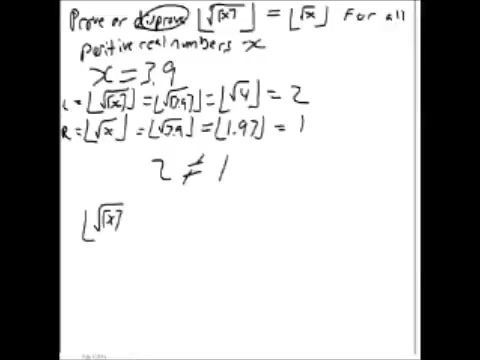 Prove or disprove ⌊√⌈x⌉⌋ = ⌊√x⌋ For all
positive real numbers x
x = 3.9
L = ⌊√⌈x⌉⌋ = ⌊√⌈3.9⌉⌋ = ⌊√4⌋ = 2
R = ⌊√x⌋ = ⌊√3.9⌋ = ⌊1.97⌋ = 1
2 ≠ 1
⌊√⌈x⌉